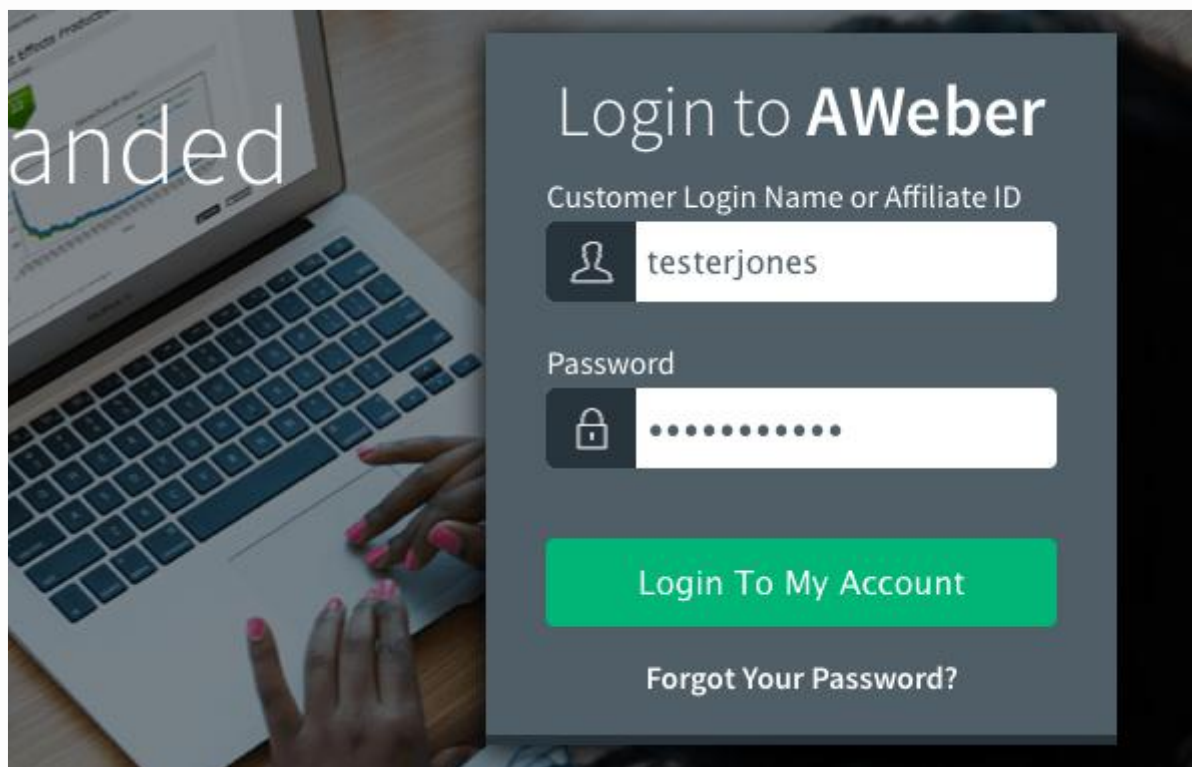 anded
Login to AWeber
Customer Login Name or Affiliate ID
testerjones
Password
•••••••••••
Login To My Account
Forgot Your Password?